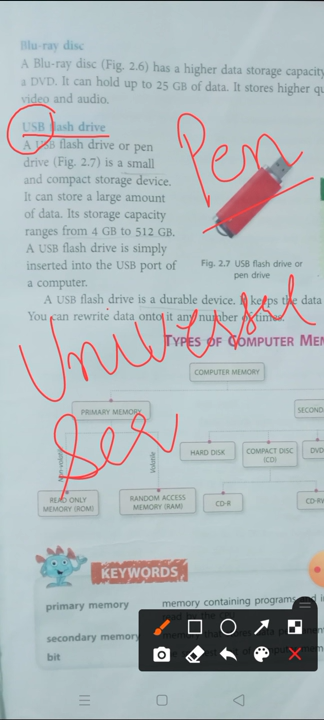 Blu-ray disc
A Blu-ray disc (Fig. 2.6) has a higher data storage capacity
a DVD. It can hold up to 25 GB of data. It stores higher qu
video and audio.
USB flash drive
A USB flash drive or pen
drive (Fig. 2.7) is a small
and compact storage device.
It can store a large amount
of data. Its storage capacity
ranges from 4 GB to 512 GB.
A USB flash drive is simply
inserted into the USB port of
a computer.
Pen
Fig. 2.7 USB flash drive or
pen drive
A USB flash drive is a durable device. It keeps the data
You can rewrite data onto it any number of times.
Universal
Ser
TYPES OF COMPUTER MEM
COMPUTER MEMORY
PRIMARY MEMORY
SECOND
Non-volatile
Volatile
HARD DISK
COMPACT DISC
(CD)
DVD
READ ONLY
MEMORY (ROM)
RANDOM ACCESS
MEMORY (RAM)
CD-R
CD-RW
KEYWORDS
primary memory
memory containing programs and in
secondary memory
bit